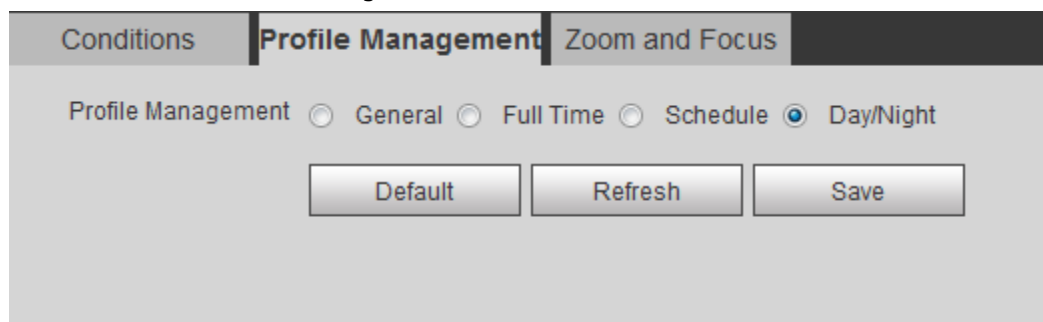 Conditions Profile Management Zoom and Focus
Profile Management General Full Time Schedule Day/Night
Default Refresh Save